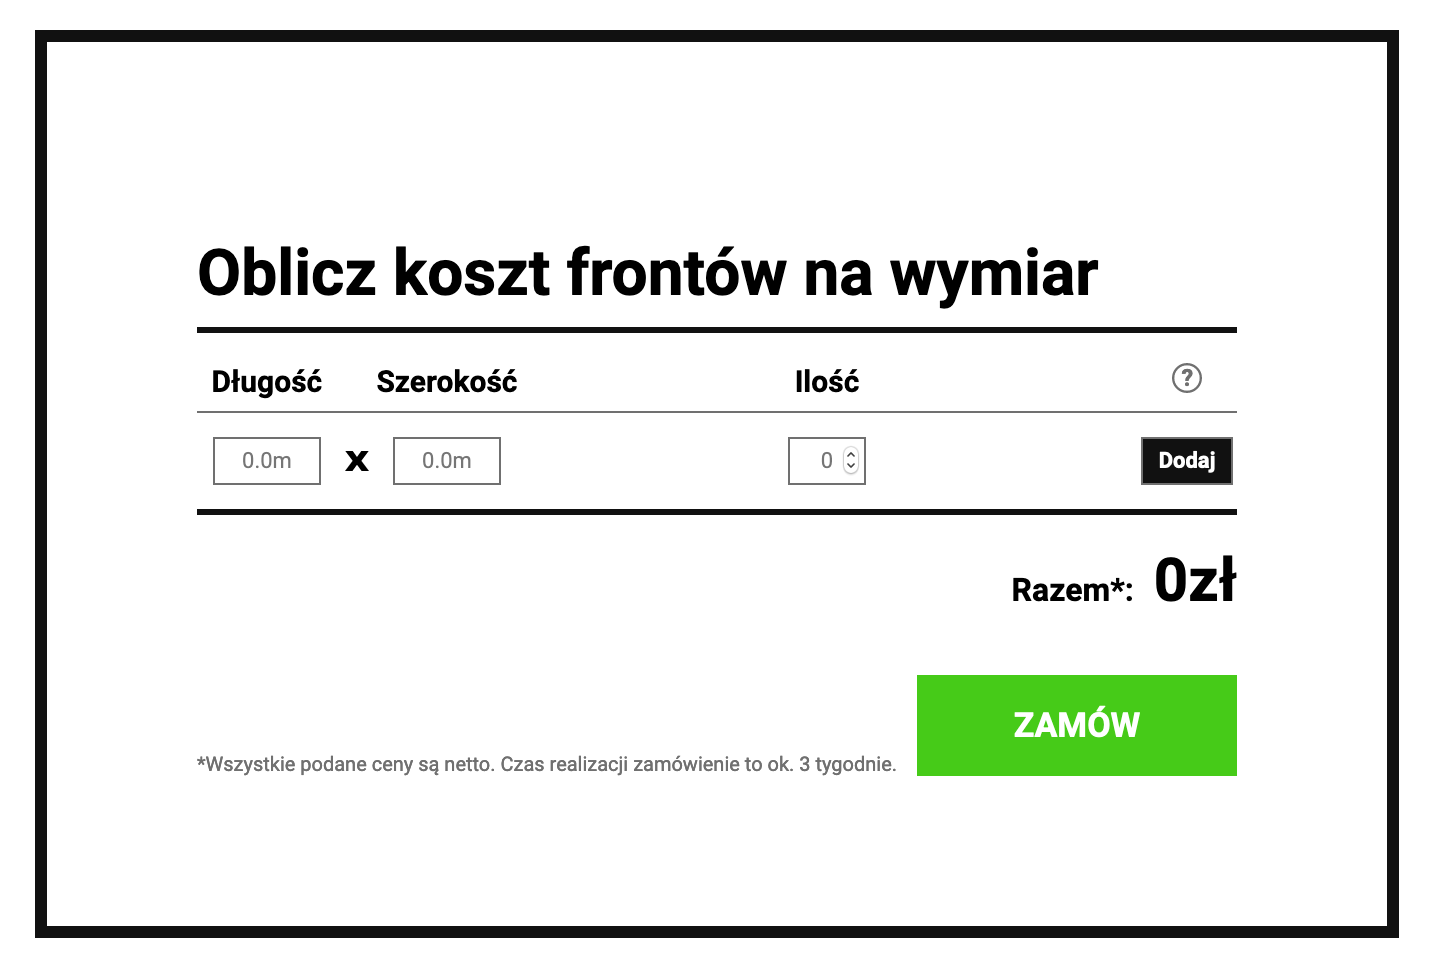 Oblicz koszt frontów na wymiar
Długość Szerokość Ilość ?
0.0m x 0.0m 0 Dodaj
Razem*: 0zł
ZAMÓW
*Wszystkie podane ceny są netto. Czas realizacji zamówienie to ok. 3 tygodnie.